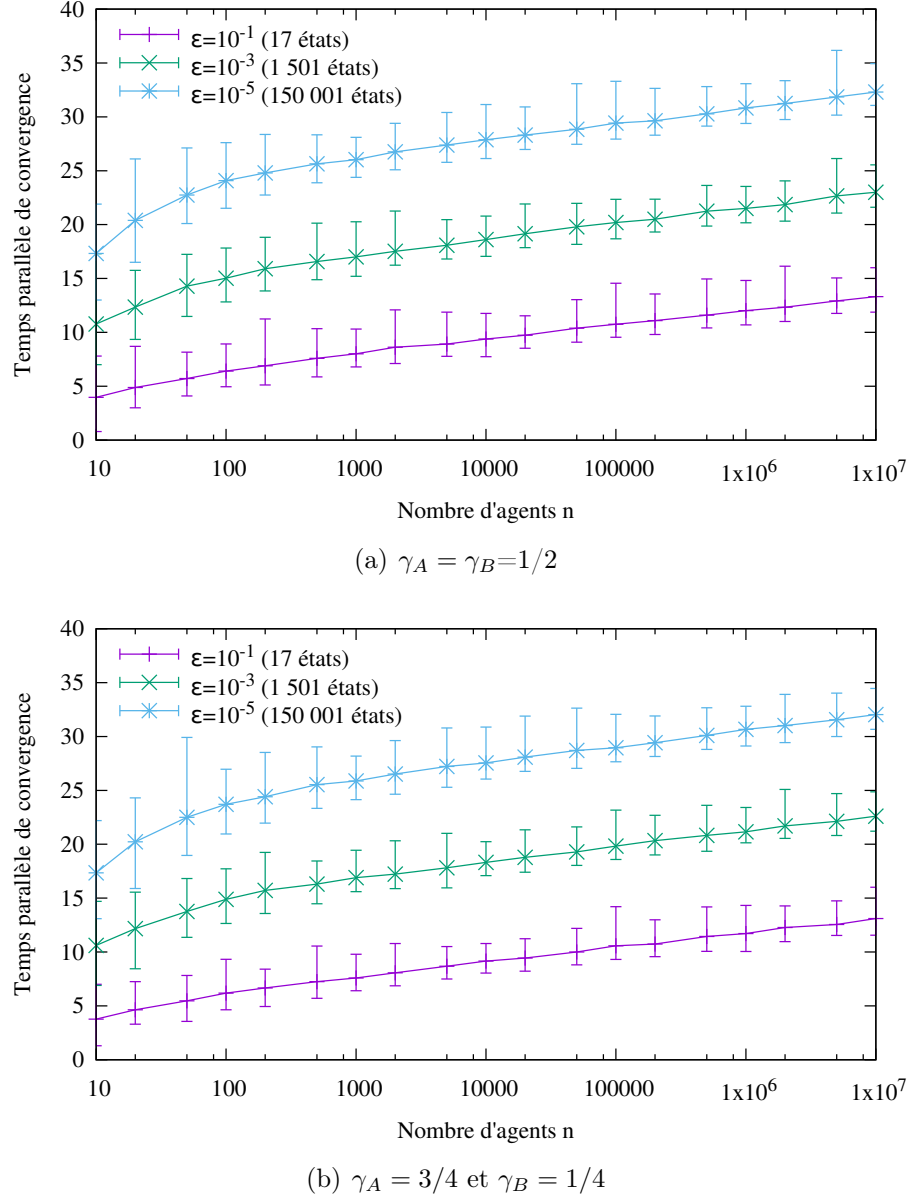 40
35
30
25
20
15
10
5
0
Temps parallèle de convergence
ε=10⁻¹ (17 états)
ε=10⁻³ (1 501 états)
ε=10⁻⁵ (150 001 états)
10 100 1000 10000 100000 1x10⁶ 1x10⁷
Nombre d'agents n
(a) γ_A = γ_B=1/2
40
35
30
25
20
15
10
5
0
Temps parallèle de convergence
ε=10⁻¹ (17 états)
ε=10⁻³ (1 501 états)
ε=10⁻⁵ (150 001 états)
10 100 1000 10000 100000 1x10⁶ 1x10⁷
Nombre d'agents n
(b) γ_A = 3/4 et γ_B = 1/4